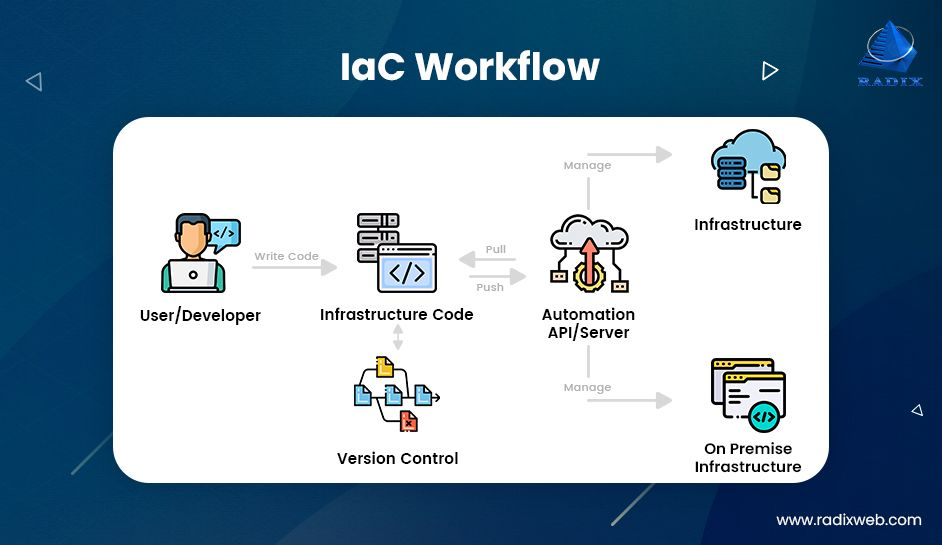 IaC Workflow
RADIX
Manage
Infrastructure
</>
Write Code
Pull
Push
</>
User/Developer
Infrastructure Code
Automation
API/Server
Manage
</>
Version Control
On Premise
Infrastructure
www.radixweb.com